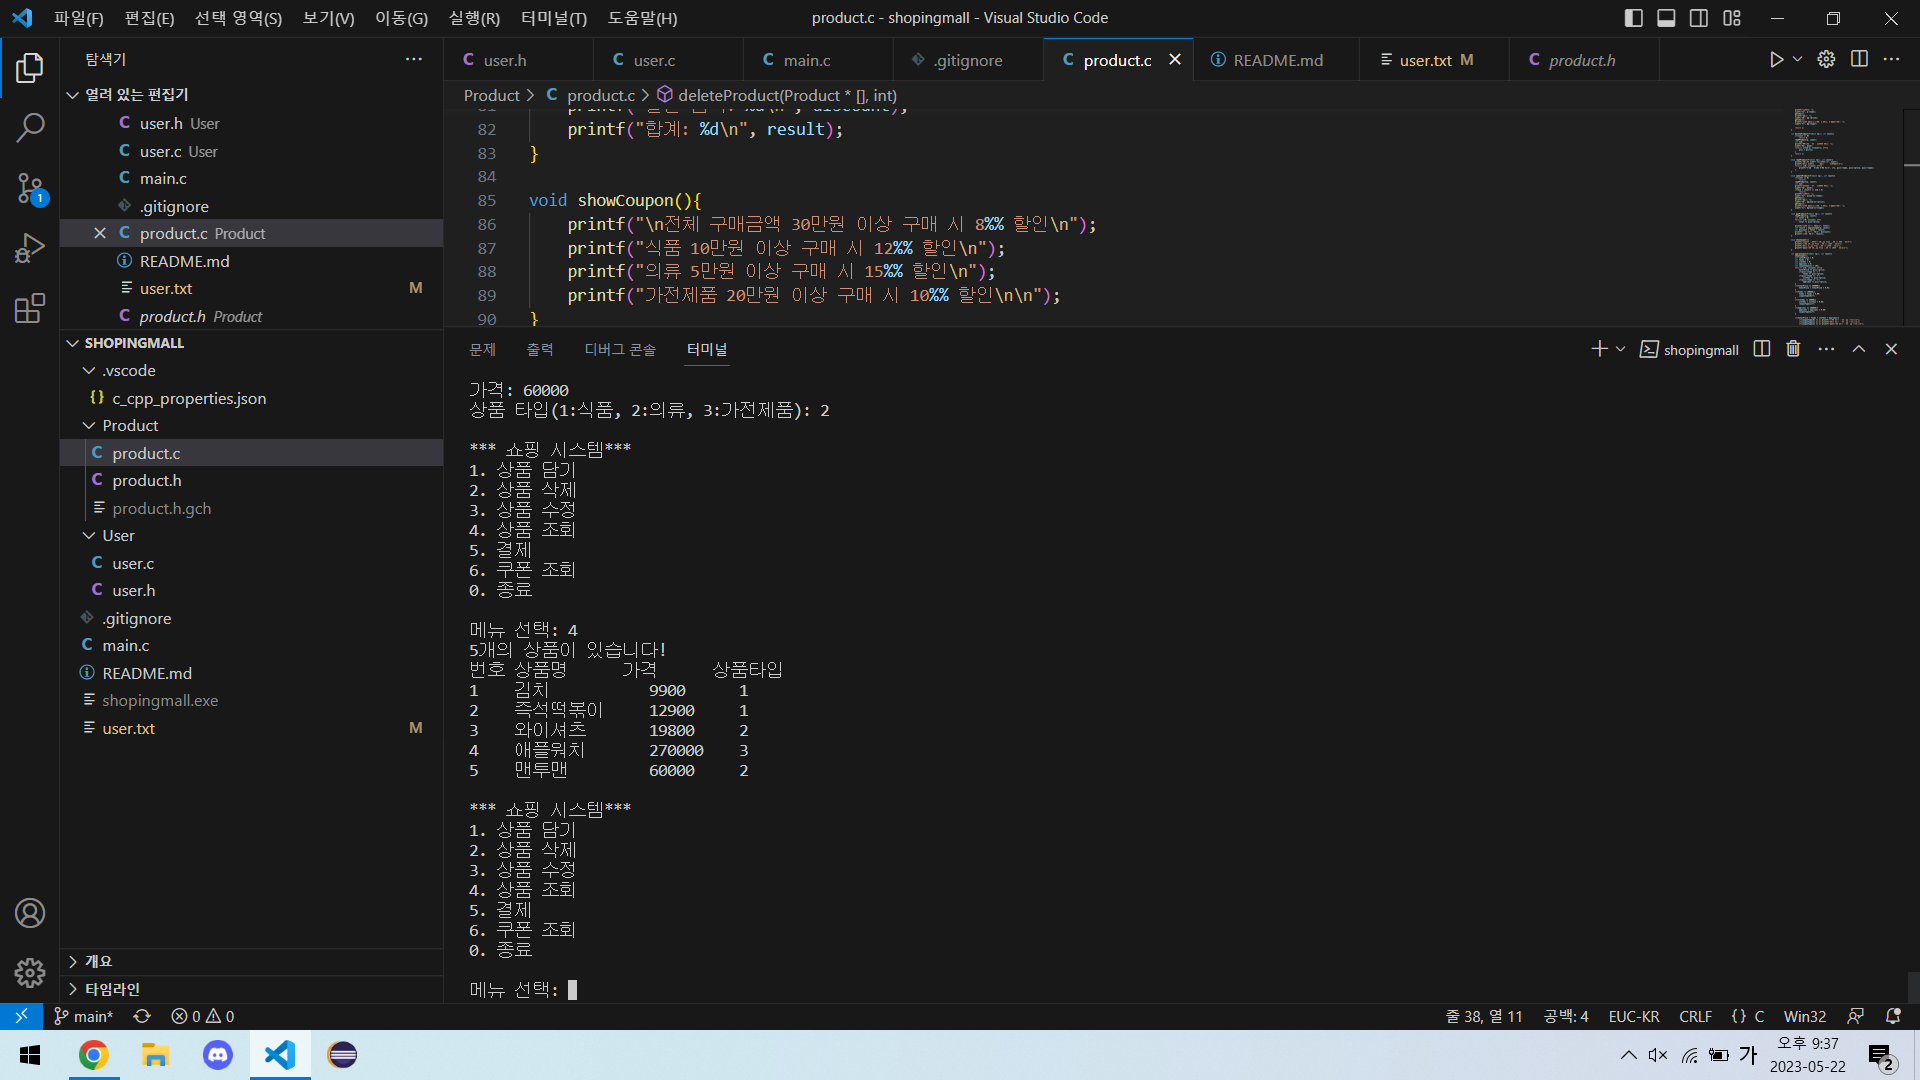 파일(F) 편집(E) 선택 영역(S) 보기(V) 이동(G) 실행(R) 터미널(T) 도움말(H)
product.c - shopingmall - Visual Studio Code
탐색기
열려 있는 편집기
C user.h User
C user.c User
C main.c
.gitignore
C product.c Product
README.md
user.txt M
C product.h Product
SHOPINGMALL
.vscode
{} c_cpp_properties.json
Product
C product.c
C product.h
product.h.gch
User
C user.c
C user.h
.gitignore
C main.c
README.md
shopingmall.exe
user.txt M
개요
타임라인
C user.h
C user.c
C main.c
.gitignore
C product.c
README.md
user.txt M
C product.h
Product > C product.c > deleteProduct(Product * [], int)
82 printf("합계: %d\n", result);
83 }
84
85 void showCoupon(){
86 printf("\n전체 구매금액 30만원 이상 구매 시 8%% 할인\n");
87 printf("식품 10만원 이상 구매 시 12%% 할인\n");
88 printf("의류 5만원 이상 구매 시 15%% 할인\n");
89 printf("가전제품 20만원 이상 구매 시 10%% 할인\n\n");
90 }
문제 출력 디버그 콘솔 터미널
shopingmall
가격: 60000
상품 타입(1:식품, 2:의류, 3:가전제품): 2
*** 쇼핑 시스템***
1. 상품 담기
2. 상품 삭제
3. 상품 수정
4. 상품 조회
5. 결제
6. 쿠폰 조회
0. 종료
메뉴 선택: 4
5개의 상품이 있습니다!
번호 상품명 가격 상품타입
1 김치 9900 1
2 즉석떡볶이 12900 1
3 와이셔츠 19800 2
4 애플워치 270000 3
5 맨투맨 60000 2
*** 쇼핑 시스템***
1. 상품 담기
2. 상품 삭제
3. 상품 수정
4. 상품 조회
5. 결제
6. 쿠폰 조회
0. 종료
메뉴 선택:
1
main* 0 0
줄 38, 열 11 공백: 4 EUC-KR CRLF {} C Win32
가
오후 9:37
2023-05-22
2